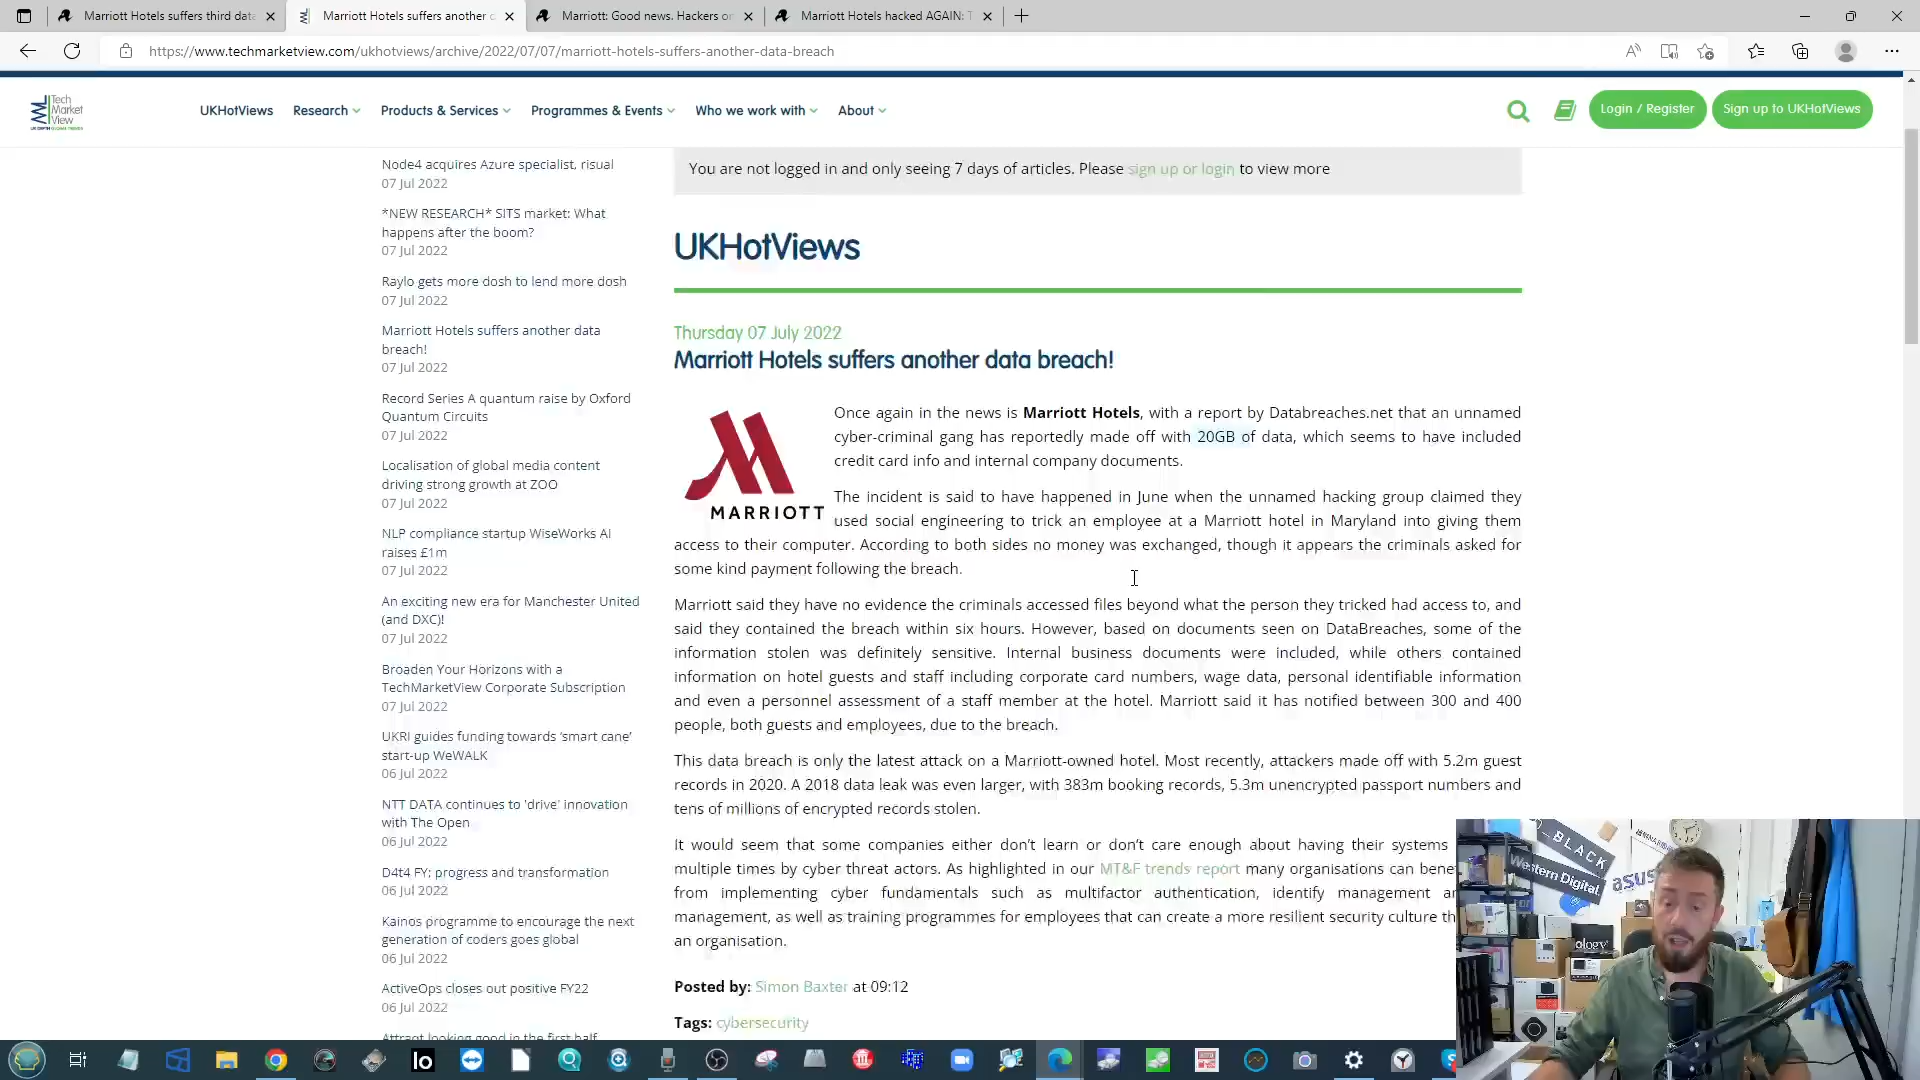 Marriott Hotels suffers third data
Marriott Hotels suffers another d
Marriott: Good news. Hackers or
Marriott Hotels hacked AGAIN: T
https://www.techmarketview.com/ukhotviews/archive/2022/07/07/marriott-hotels-suffers-another-data-breach
Tech
Market
View
UKHotViews
Research
Products & Services
Programmes & Events
Who we work with
About
Login / Register
Sign up to UKHotViews
Node4 acquires Azure specialist, risual
07 Jul 2022
*NEW RESEARCH* SITS market: What
happens after the boom?
07 Jul 2022
Raylo gets more dosh to lend more dosh
07 Jul 2022
Marriott Hotels suffers another data
breach!
07 Jul 2022
Record Series A quantum raise by Oxford
Quantum Circuits
07 Jul 2022
Localisation of global media content
driving strong growth at ZOO
07 Jul 2022
NLP compliance startup WiseWorks AI
raises £1m
07 Jul 2022
An exciting new era for Manchester United
(and DXC)!
07 Jul 2022
Broaden Your Horizons with a
TechMarketView Corporate Subscription
07 Jul 2022
UKRI guides funding towards 'smart cane'
start-up WeWALK
06 Jul 2022
NTT DATA continues to 'drive' innovation
with The Open
06 Jul 2022
D4t4 FY; progress and transformation
06 Jul 2022
Kainos programme to encourage the next
generation of coders goes global
06 Jul 2022
ActiveOps closes out positive FY22
06 Jul 2022
Attraqt looking good in the first half
You are not logged in and only seeing 7 days of articles. Please sign up or login to view more
UKHotViews
Thursday 07 July 2022
Marriott Hotels suffers another data breach!
MARRIOTT
Once again in the news is Marriott Hotels, with a report by Databreaches.net that an unnamed
cyber-criminal gang has reportedly made off with 20GB of data, which seems to have included
credit card info and internal company documents.
The incident is said to have happened in June when the unnamed hacking group claimed they
used social engineering to trick an employee at a Marriott hotel in Maryland into giving them
access to their computer. According to both sides no money was exchanged, though it appears the criminals asked for
some kind payment following the breach.
Marriott said they have no evidence the criminals accessed files beyond what the person they tricked had access to, and
said they contained the breach within six hours. However, based on documents seen on DataBreaches, some of the
information stolen was definitely sensitive. Internal business documents were included, while others contained
information on hotel guests and staff including corporate card numbers, wage data, personal identifiable information
and even a personnel assessment of a staff member at the hotel. Marriott said it has notified between 300 and 400
people, both guests and employees, due to the breach.
This data breach is only the latest attack on a Marriott-owned hotel. Most recently, attackers made off with 5.2m guest
records in 2020. A 2018 data leak was even larger, with 383m booking records, 5.3m unencrypted passport numbers and
tens of millions of encrypted records stolen.
It would seem that some companies either don't learn or don't care enough about having their systems
multiple times by cyber threat actors. As highlighted in our MT&F trends report many organisations can bene
from implementing cyber fundamentals such as multifactor authentication, identify management an
management, as well as training programmes for employees that can create a more resilient security culture th
an organisation.
Posted by: Simon Baxter at 09:12
Tags: cybersecurity
_BLACK
Western Digital.
asus
ology
Io